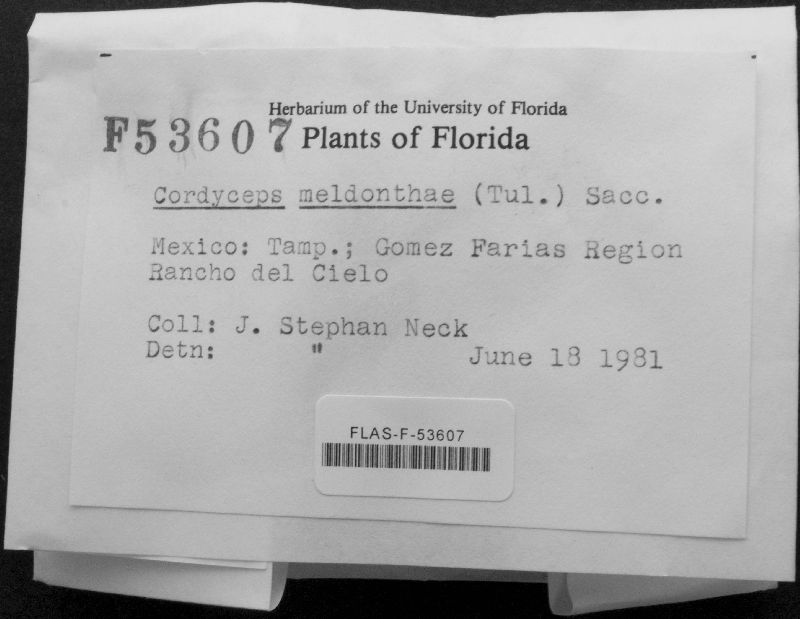 Herbarium of the University of Florida
F53607 Plants of Florida
Cordyceps meldonthae (Tul.) Sacc.
Mexico: Tamp.; Gomez Farias Region
Rancho del Cielo
Coll: J. Stephan Neck
Detn: " June 18 1981
FLAS-F-53607